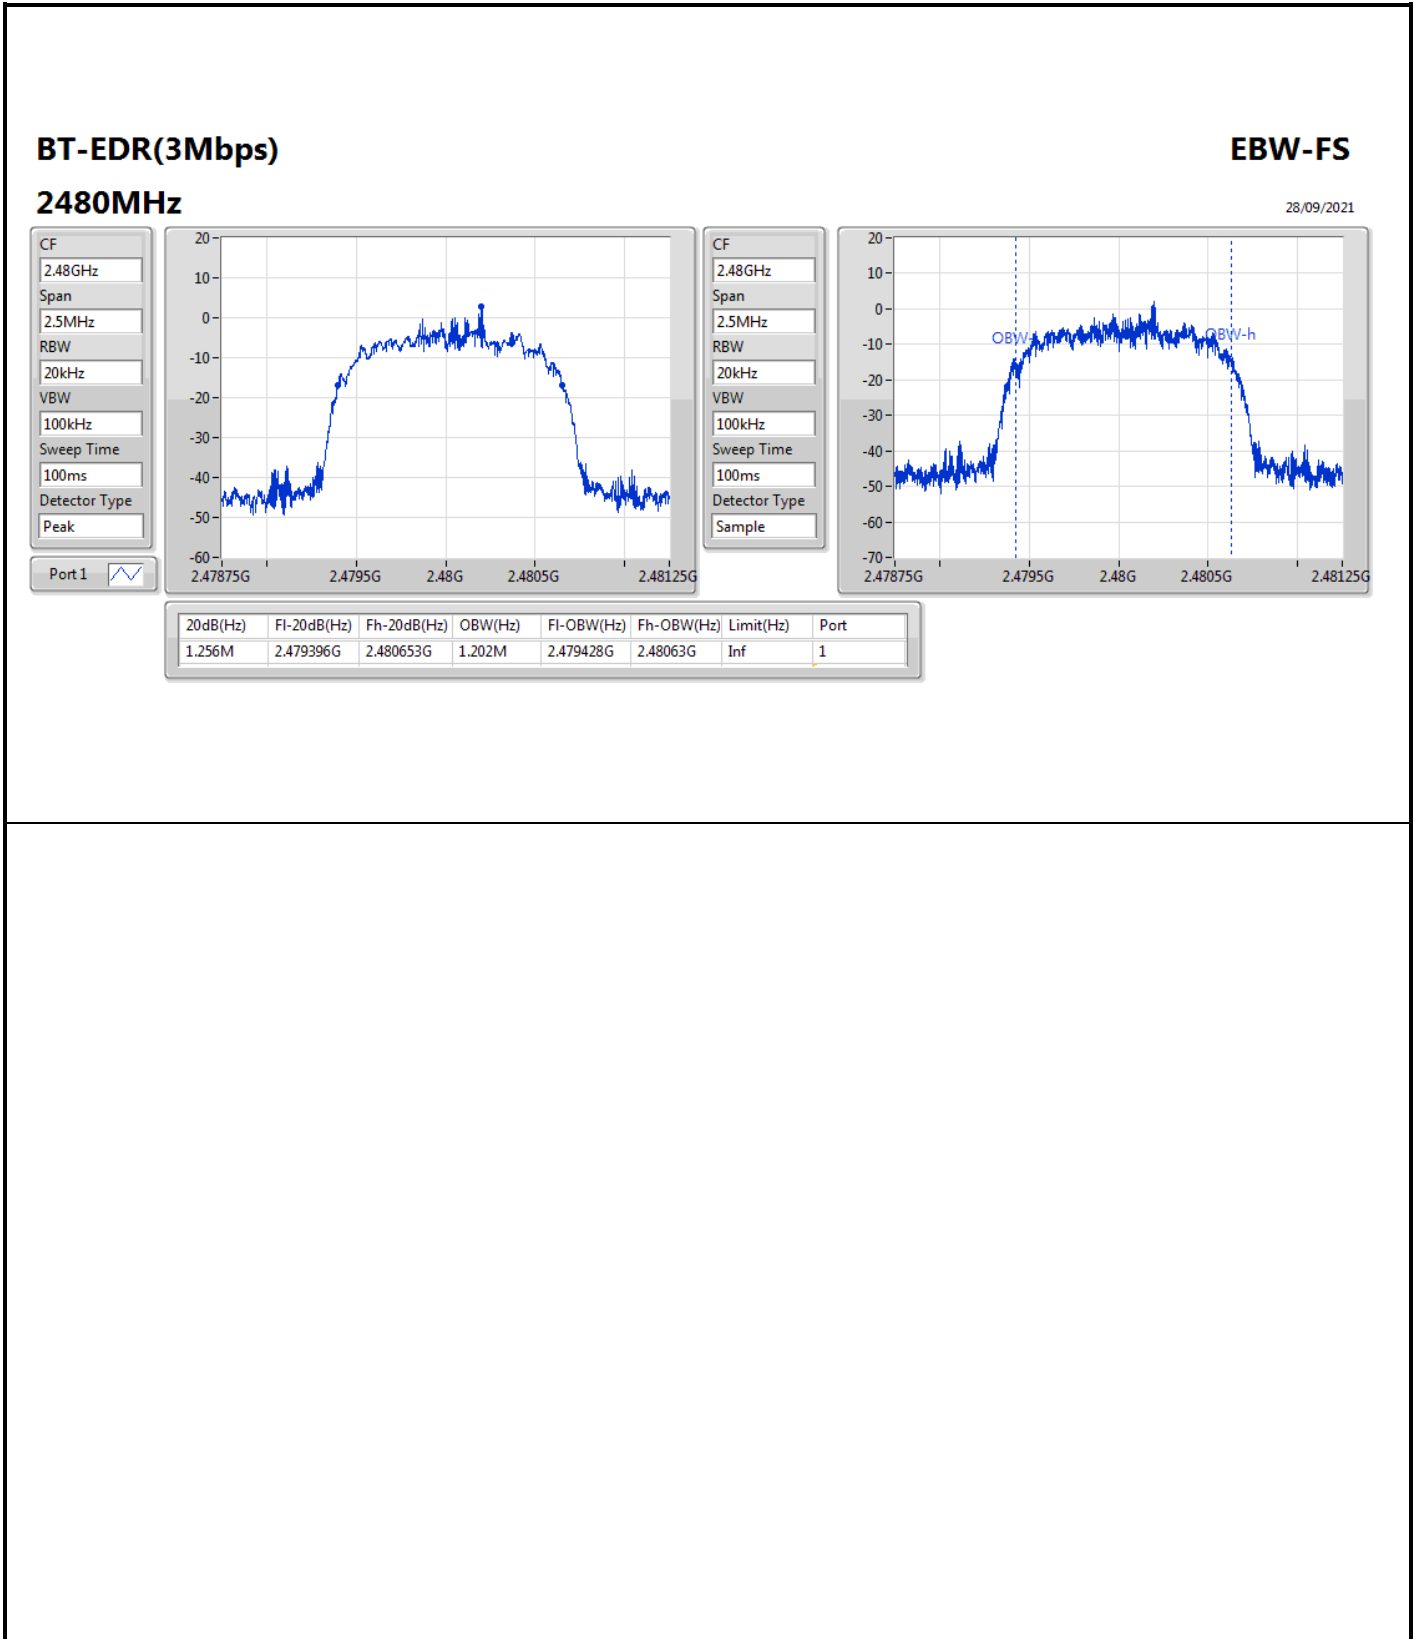 BT-EDR(3Mbps)
EBW-FS
2480MHz
28/09/2021
CF
2.48GHz
Span
2.5MHz
RBW
20kHz
VBW
100kHz
Sweep Time
100ms
Detector Type
Peak
Port 1
20
10
0
-10
-20
-30
-40
-50
-60
2.47875G 2.4795G 2.48G 2.4805G 2.48125G
CF
2.48GHz
Span
2.5MHz
RBW
20kHz
VBW
100kHz
Sweep Time
100ms
Detector Type
Sample
20
10
0
-10
-20
-30
-40
-50
-60
-70
OBW-l OBW-h
2.47875G 2.4795G 2.48G 2.4805G 2.48125G
20dB(Hz) Fl-20dB(Hz) Fh-20dB(Hz) OBW(Hz) Fl-OBW(Hz) Fh-OBW(Hz) Limit(Hz) Port
1.256M 2.479396G 2.480653G 1.202M 2.479428G 2.48063G Inf 1